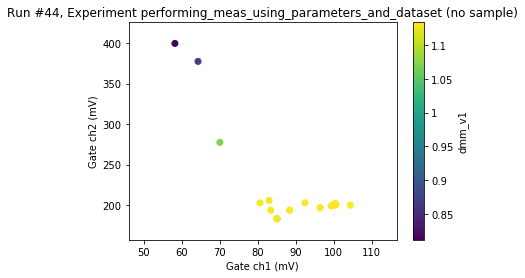 Run #44, Experiment performing_meas_using_parameters_and_dataset (no sample)
400
350
300
250
200
Gate ch2 (mV)
50 60 70 80 90 100 110
Gate ch1 (mV)
1.1
1.05
1
0.95
0.9
0.85
dmm_v1